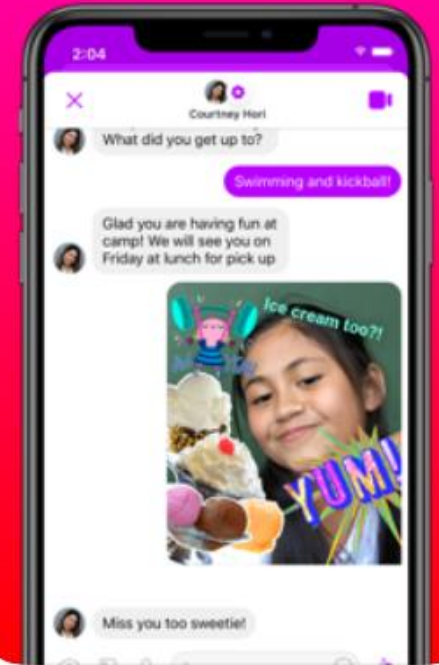 2:04
Courtney Hori
What did you get up to?
Swimming and kickball!
Glad you are having fun at
camp! We will see you on
Friday at lunch for pick up
Ice cream too?!
YUM!
Miss you too sweetie!